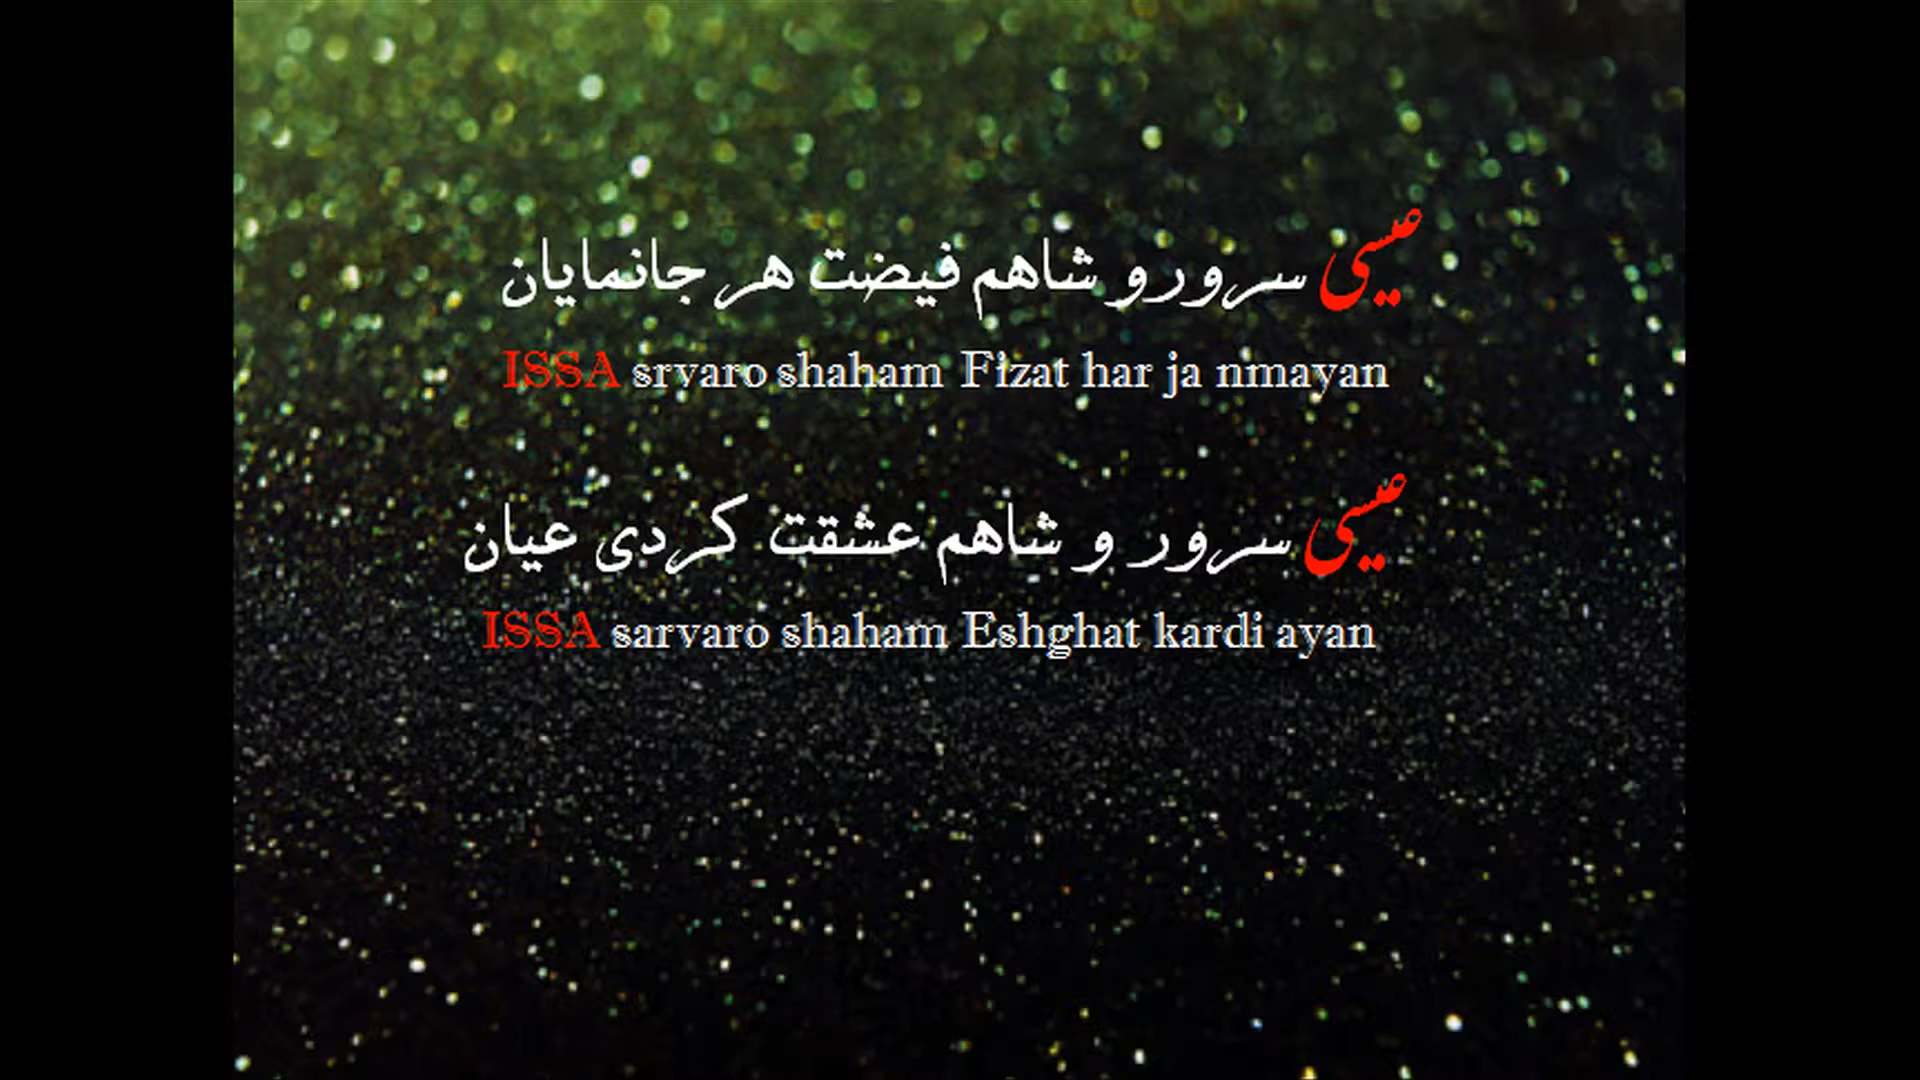 عیسی سرورو شاهم فیضت هر جانمایان
ISSA srvaro shaham Fizat har ja nmayan
عیسی سرور و شاهم عشقت کردی عیان
ISSA sarvaro shaham Eshghat kardi ayan